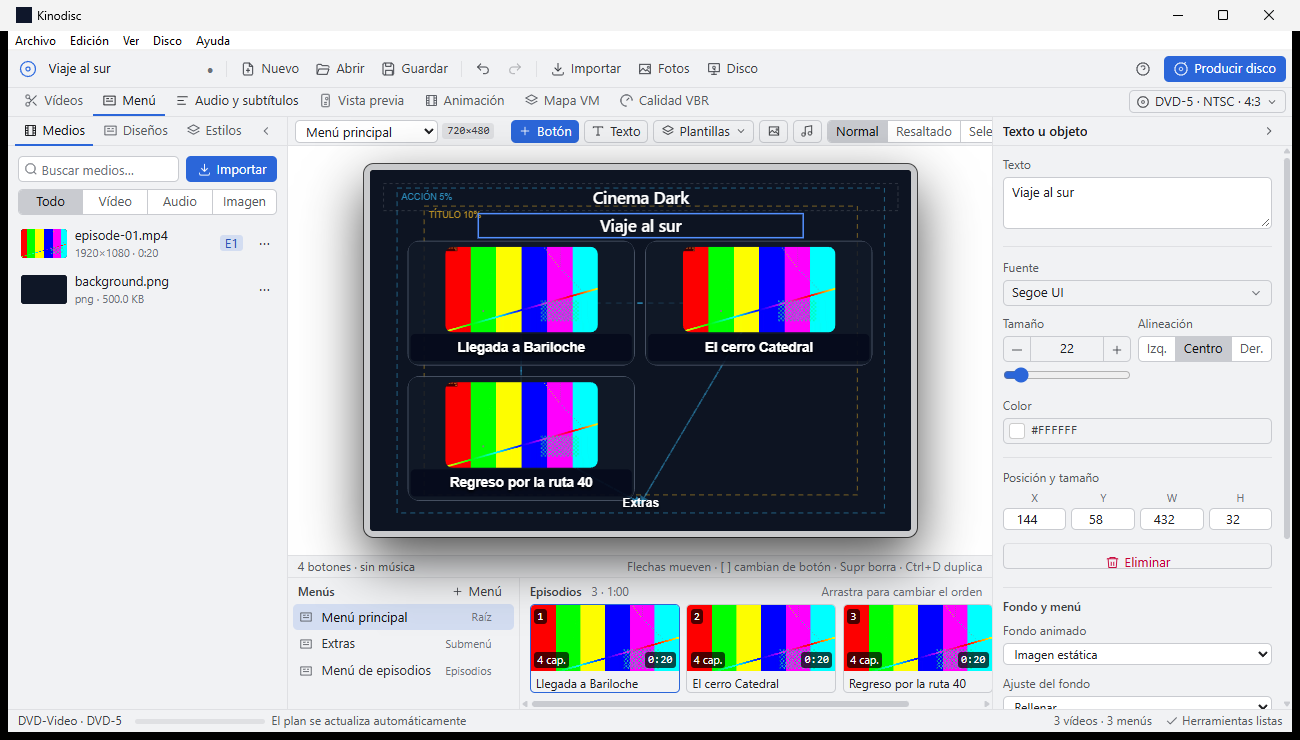 Kinodisc
Archivo Edición Ver Disco Ayuda
Viaje al sur Nuevo Abrir Guardar Importar Fotos Disco Producir disco
Vídeos Menú Audio y subtítulos Vista previa Animación Mapa VM Calidad VBR DVD-5 · NTSC · 4:3
Medios Diseños Estilos
Menú principal 720×480 + Botón Texto Plantillas Normal Resaltado Sele
Texto u objeto
Buscar medios... Importar
Todo Vídeo Audio Imagen
episode-01.mp4 E1 ...
1920×1080 · 0:20
background.png ...
png · 500.0 KB
ACCIÓN 5%
Cinema Dark
TÍTULO 10%
Viaje al sur
Llegada a Bariloche
El cerro Catedral
Regreso por la ruta 40
Extras
4 botones · sin música
Flechas mueven · [ ] cambian de botón · Supr borra · Ctrl+D duplica
Menús + Menú
Menú principal Raíz
Extras Submenú
Menú de episodios Episodios
Episodios 3 · 1:00 Arrastra para cambiar el orden
1 4 cap. 0:20
Llegada a Bariloche
2 4 cap. 0:20
El cerro Catedral
3 4 cap. 0:20
Regreso por la ruta 40
Texto
Viaje al sur
Fuente
Segoe UI
Tamaño Alineación
− 22 + Izq. Centro Der.
Color
#FFFFFF
Posición y tamaño
X Y W H
144 58 432 32
Eliminar
Fondo y menú
Fondo animado
Imagen estática
Ajuste del fondo
Rellenar
DVD-Video · DVD-5 El plan se actualiza automáticamente 3 vídeos · 3 menús Herramientas listas